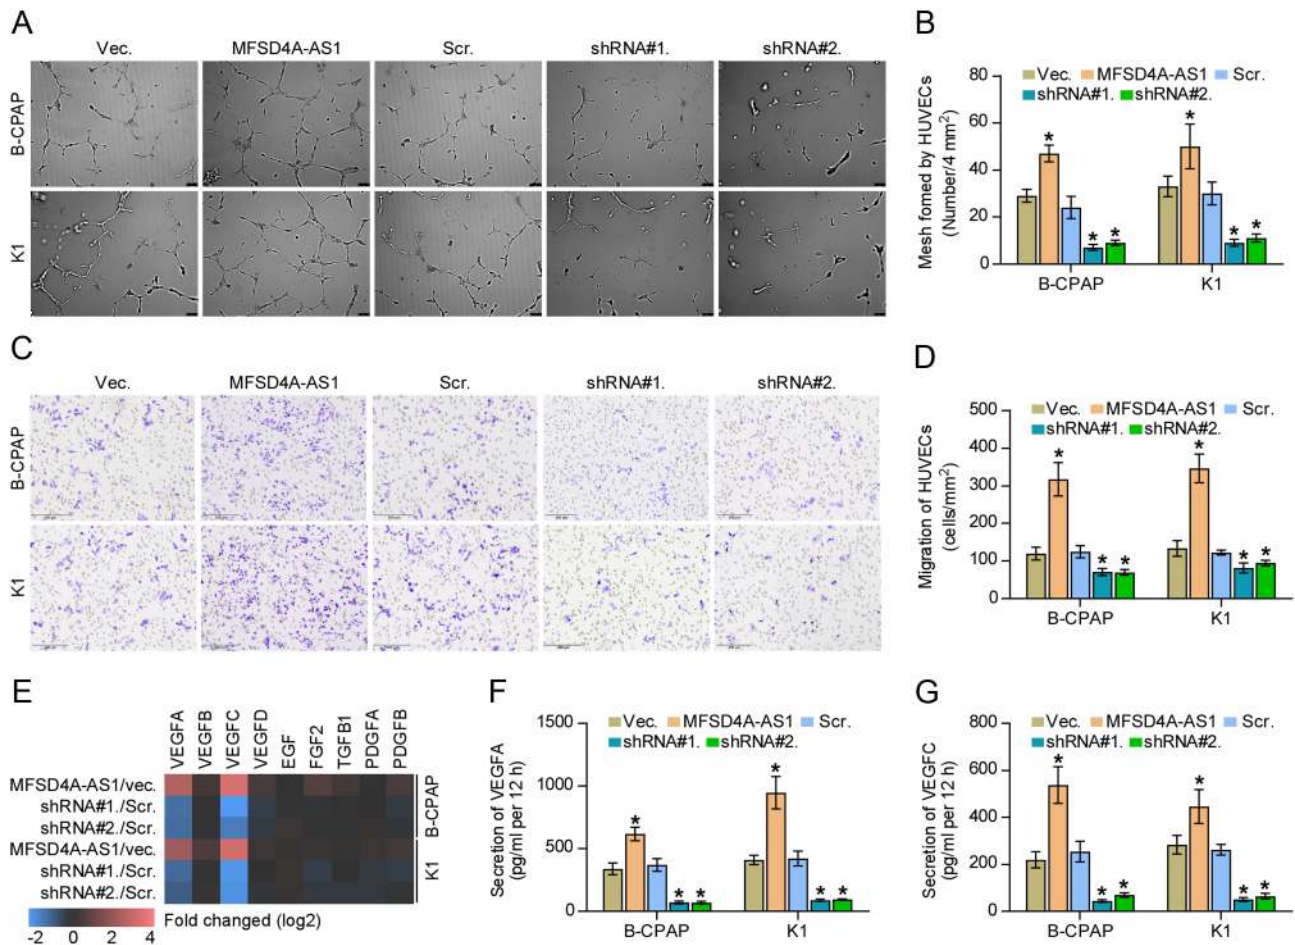 A
Vec.
MFSD4A-AS1
Scr.
shRNA#1.
shRNA#2.
B-CPAP
K1
B
Vec. MFSD4A-AS1 Scr.
shRNA#1. shRNA#2.
Mesh fomed by HUVECs
(Number/4 mm²)
80
60
40
20
0
* * * * * *
B-CPAP
K1
C
Vec.
MFSD4A-AS1
Scr.
shRNA#1.
shRNA#2.
B-CPAP
K1
D
Vec. MFSD4A-AS1 Scr.
shRNA#1. shRNA#2.
Migration of HUVECs
(cells/mm²)
500
400
300
200
100
0
* * * * * *
B-CPAP
K1
E
VEGFA
VEGFB
VEGFC
VEGFD
EGF
FGF2
TGFB1
PDGFA
PDGFB
MFSD4A-AS1/vec.
shRNA#1./Scr.
shRNA#2./Scr.
MFSD4A-AS1/vec.
shRNA#1./Scr.
shRNA#2./Scr.
B-CPAP
K1
Fold changed (log2)
-2 0 2 4
F
Vec. MFSD4A-AS1 Scr.
shRNA#1. shRNA#2.
Secretion of VEGFA
(pg/ml per 12 h)
1500
1000
500
0
* * * * * *
B-CPAP
K1
G
Vec. MFSD4A-AS1 Scr.
shRNA#1. shRNA#2.
Secretion of VEGFC
(pg/ml per 12 h)
800
600
400
200
0
* * * * * *
B-CPAP
K1